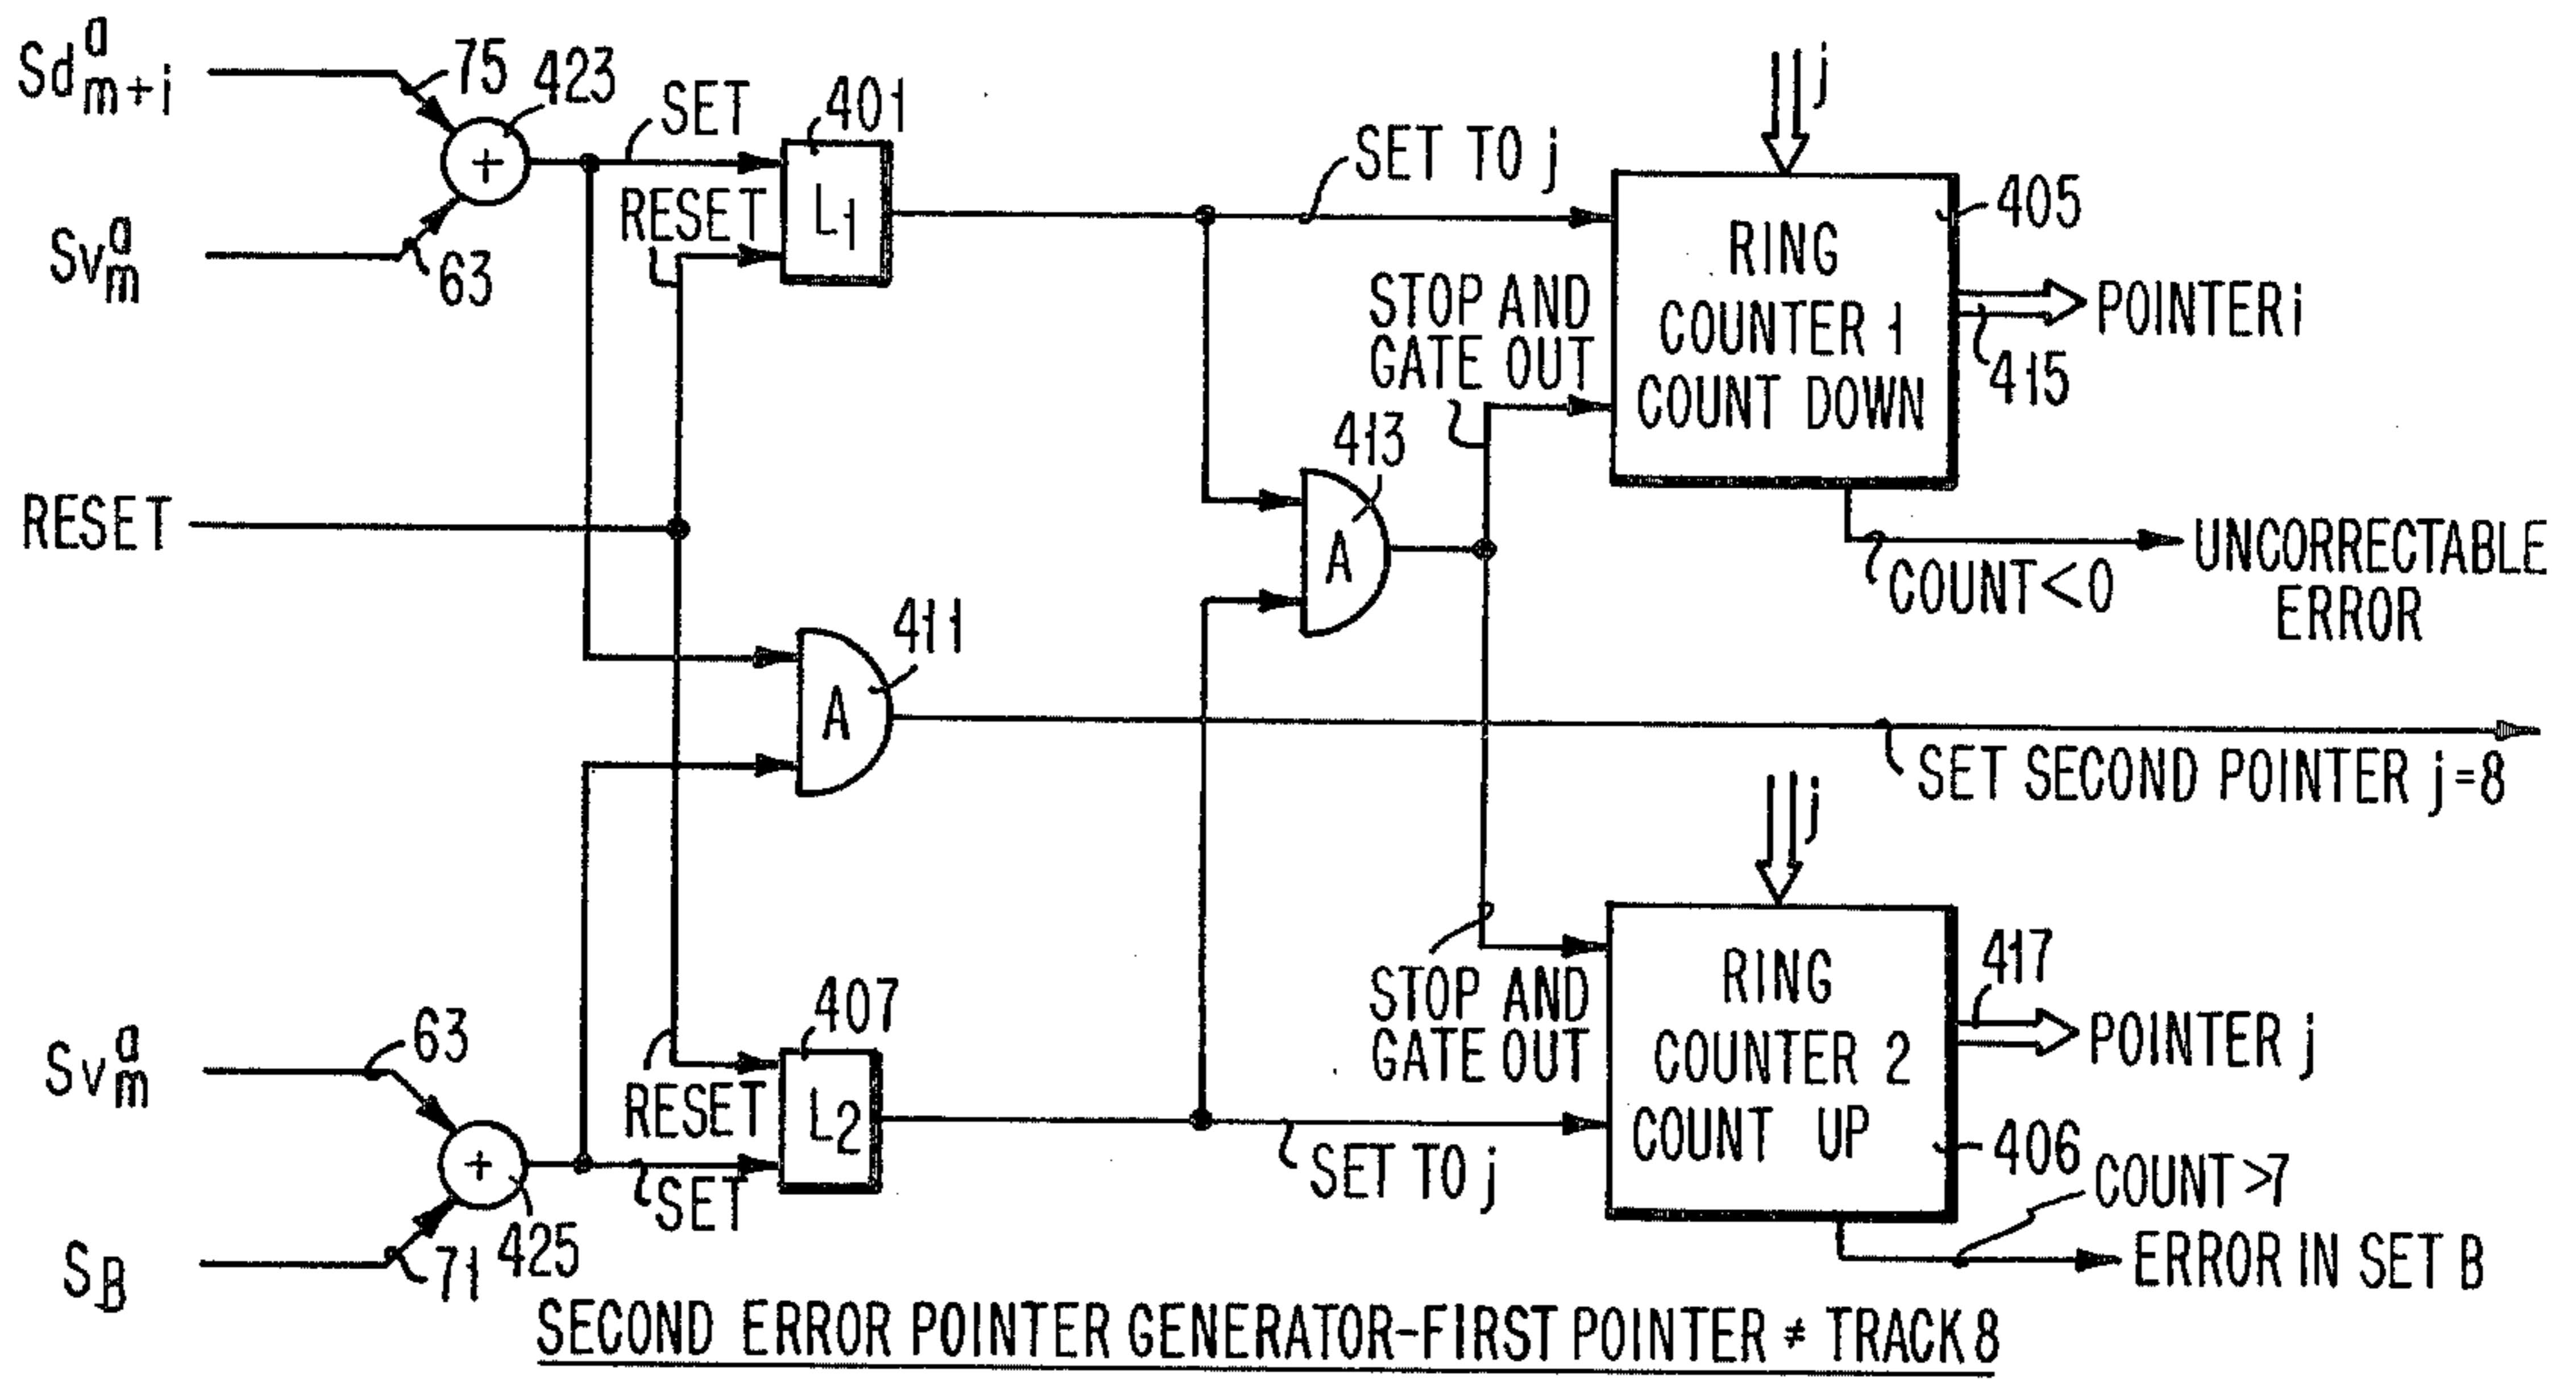 Sd^a_{m+i}
75
423
SET
401
L1
RESET
Sv^a_m
63
RESET
SET TO j
j
405
RING
COUNTER 1
COUNT DOWN
STOP AND
GATE OUT
POINTER i
415
413
A
COUNT<0
UNCORRECTABLE
ERROR
411
A
SET SECOND POINTER j=8
j
STOP AND
GATE OUT
RING
COUNTER 2
COUNT UP
417
POINTER j
406
Sv^a_m
63
407
L2
RESET
SET
SET TO j
COUNT >7
ERROR IN SET B
S_B
71
425
+
+
SECOND ERROR POINTER GENERATOR-FIRST POINTER ≠ TRACK 8